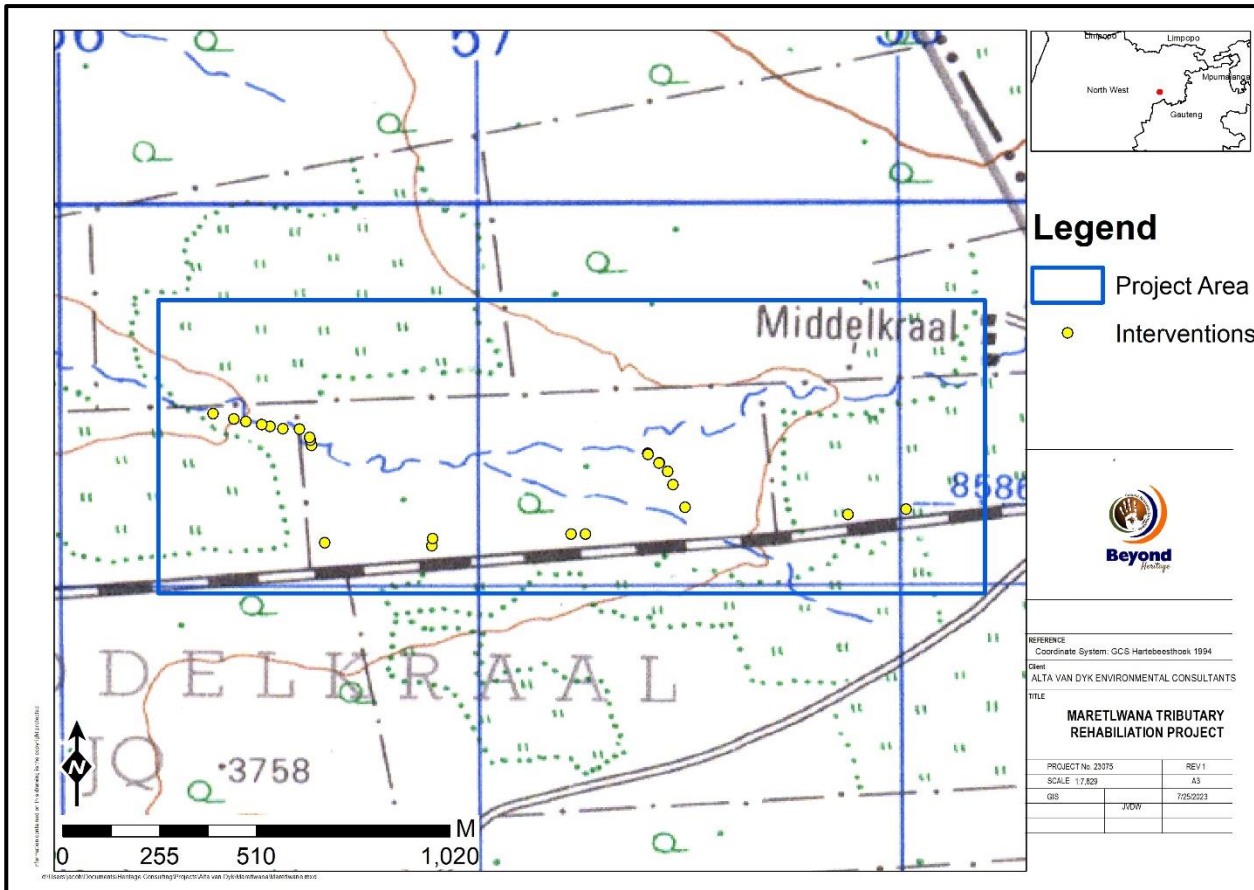 57
Middelkraal
8586
DELKRAAL
JQ
3758
N
M
0 255 510 1,020
Limpopo
Limpopo
Mpumalanga
North West
Gauteng
Legend
Project Area
Interventions
Beyond
Heritage
REFERENCE
Coordinate System: GCS Hartebeesthoek 1994
Client
ALTA VAN DYK ENVIRONMENTAL CONSULTANTS
TITLE
MARETLWANA TRIBUTARY
REHABILIATION PROJECT
PROJECT No. 23075 REV 1
SCALE 1:7,829 A3
GIS JVDW 7/25/2023